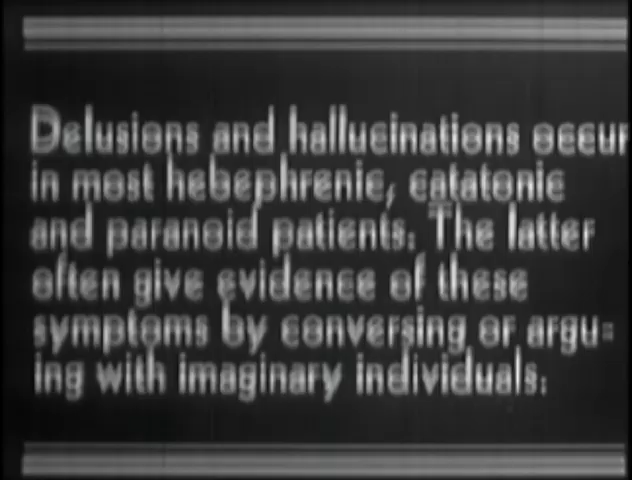 Delusions and hallucinations occur
in most hebephrenic, catatonic
and paranoid patients. The latter
often give evidence of these
symptoms by conversing or argu-
ing with imaginary individuals.